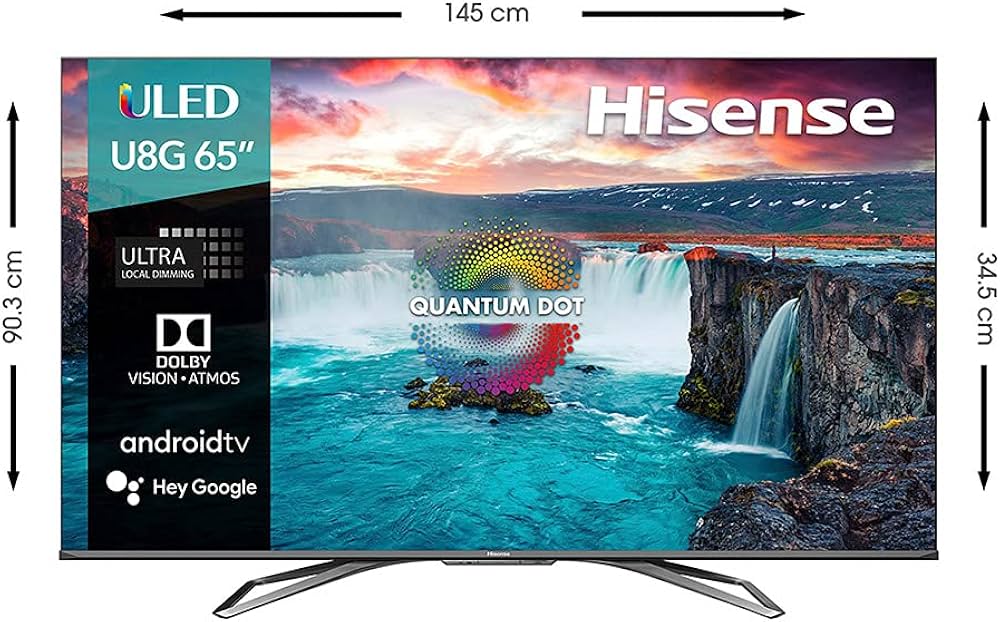 145 cm
ULED
U8G 65”
Hisense
ULTRA
LOCAL DIMMING
90.3 cm
34.5 cm
QUANTUM DOT
DOLBY
VISION•ATMOS
androidtv
Hey Google
Hisense